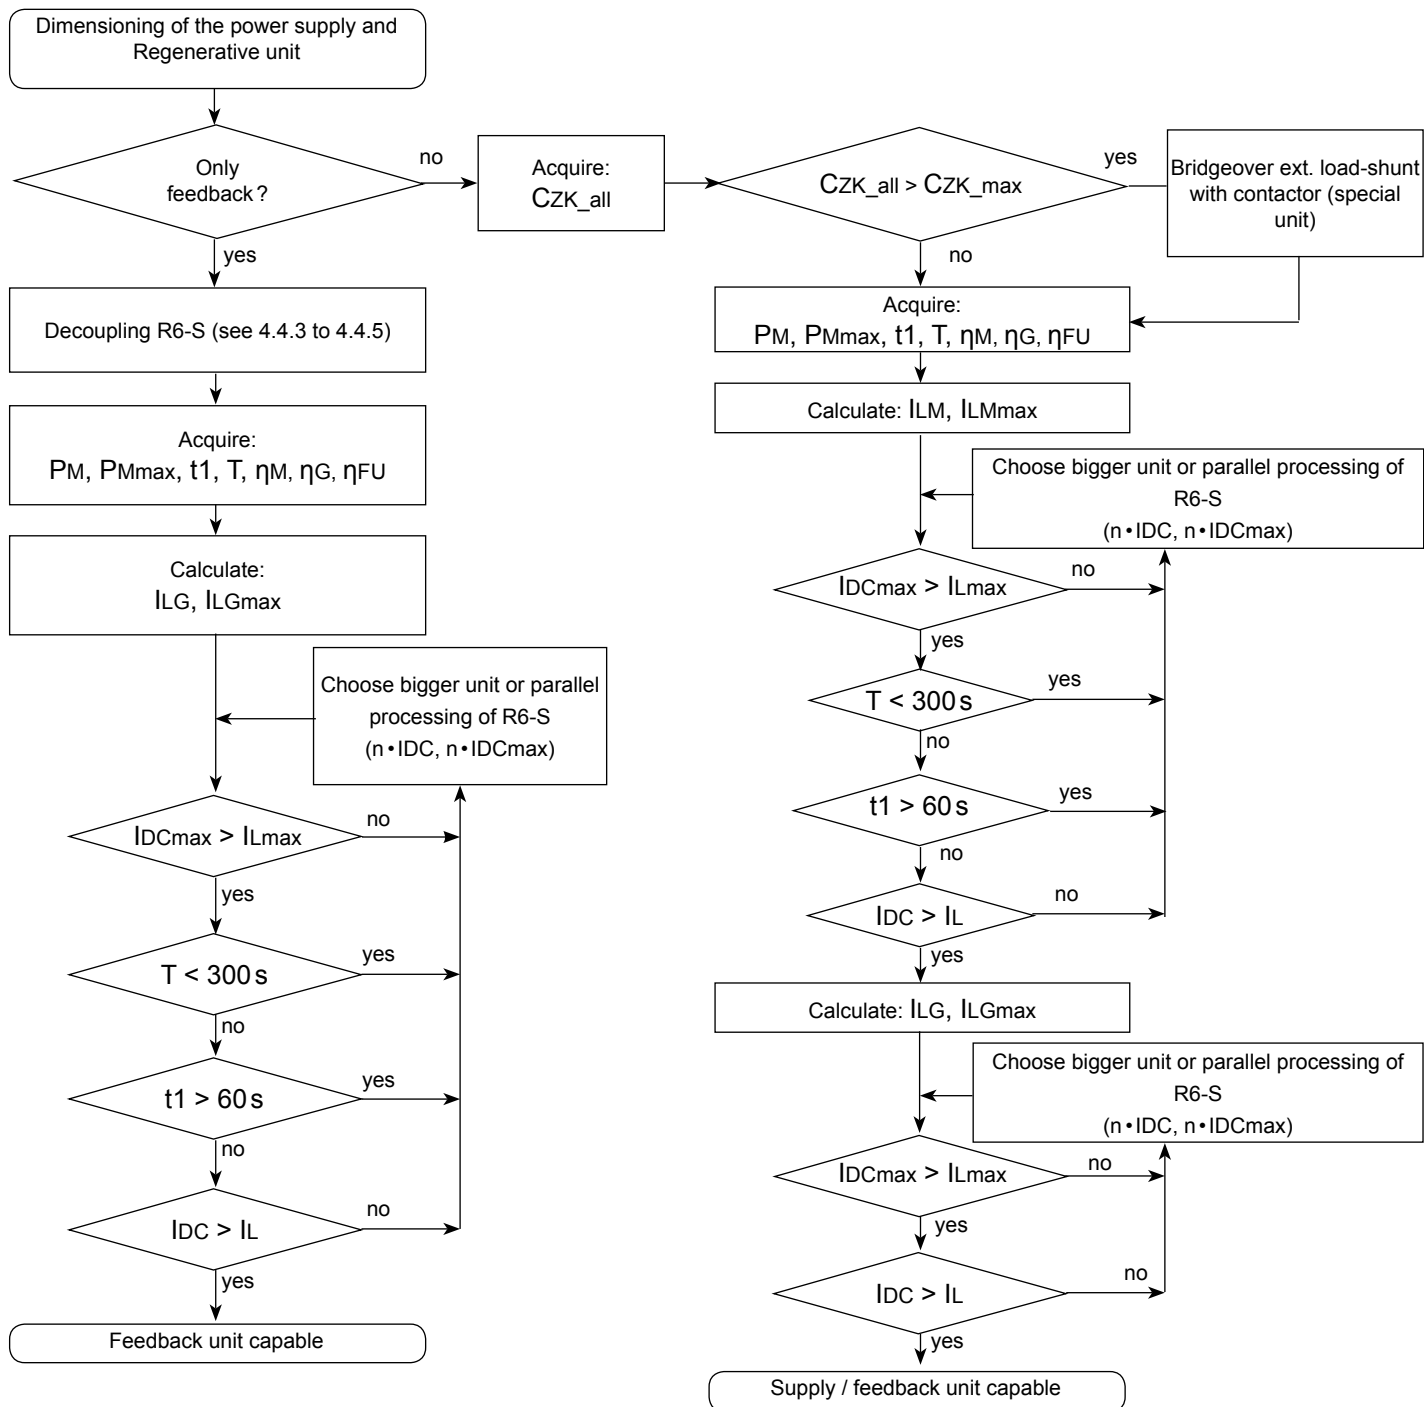 Dimensioning of the power supply and
Regenerative unit
Only
feedback ?
no
yes
Acquire:
CZK_all
CZK_all > CZK_max
yes
no
Bridgeover ext. load-shunt
with contactor (special
unit)
Decoupling R6-S (see 4.4.3 to 4.4.5)
Acquire:
PM, PMmax, t1, T, ηM, ηG, ηFU
Calculate:
ILG, ILGmax
Choose bigger unit or parallel
processing of R6-S
(n•IDC, n•IDCmax)
IDCmax > ILmax
no
yes
T < 300 s
yes
no
t1 > 60 s
yes
no
IDC > IL
no
yes
Feedback unit capable
Acquire:
PM, PMmax, t1, T, ηM, ηG, ηFU
Calculate: ILM, ILMmax
Choose bigger unit or parallel processing of
R6-S
(n•IDC, n•IDCmax)
IDCmax > ILmax
no
yes
T < 300 s
yes
no
t1 > 60 s
yes
no
IDC > IL
no
yes
Calculate: ILG, ILGmax
Choose bigger unit or parallel processing of
R6-S
(n•IDC, n•IDCmax)
IDCmax > ILmax
no
yes
IDC > IL
no
yes
Supply / feedback unit capable